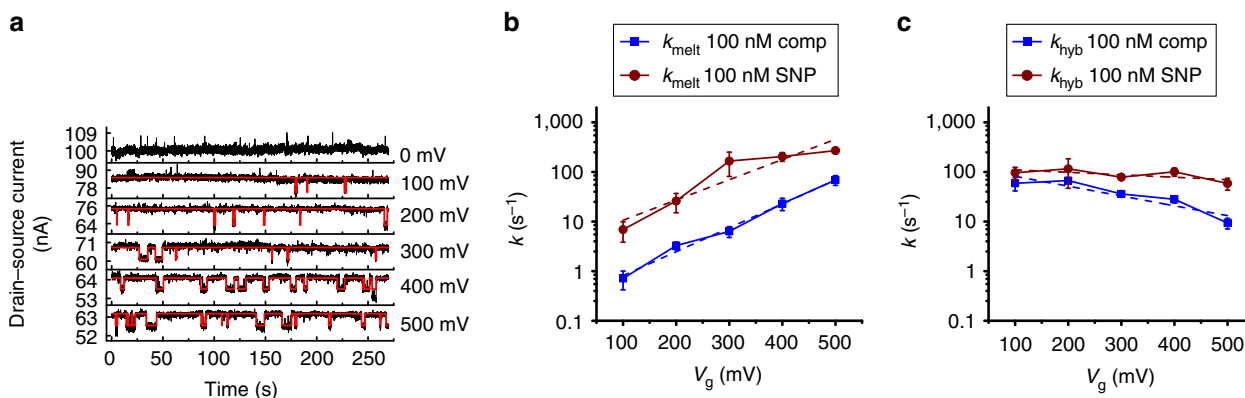 a
b
c
k_melt 100 nM comp
k_melt 100 nM SNP
k_hyb 100 nM comp
k_hyb 100 nM SNP
Drain–source current
(nA)
109
100
0 mV
90
78
100 mV
76
64
200 mV
71
60
300 mV
64
53
400 mV
63
52
500 mV
0 50 100 150 200 250
Time (s)
k (s⁻¹)
1,000
100
10
1
0.1
100 200 300 400 500
V_g (mV)
k (s⁻¹)
1,000
100
10
1
0.1
100 200 300 400 500
V_g (mV)